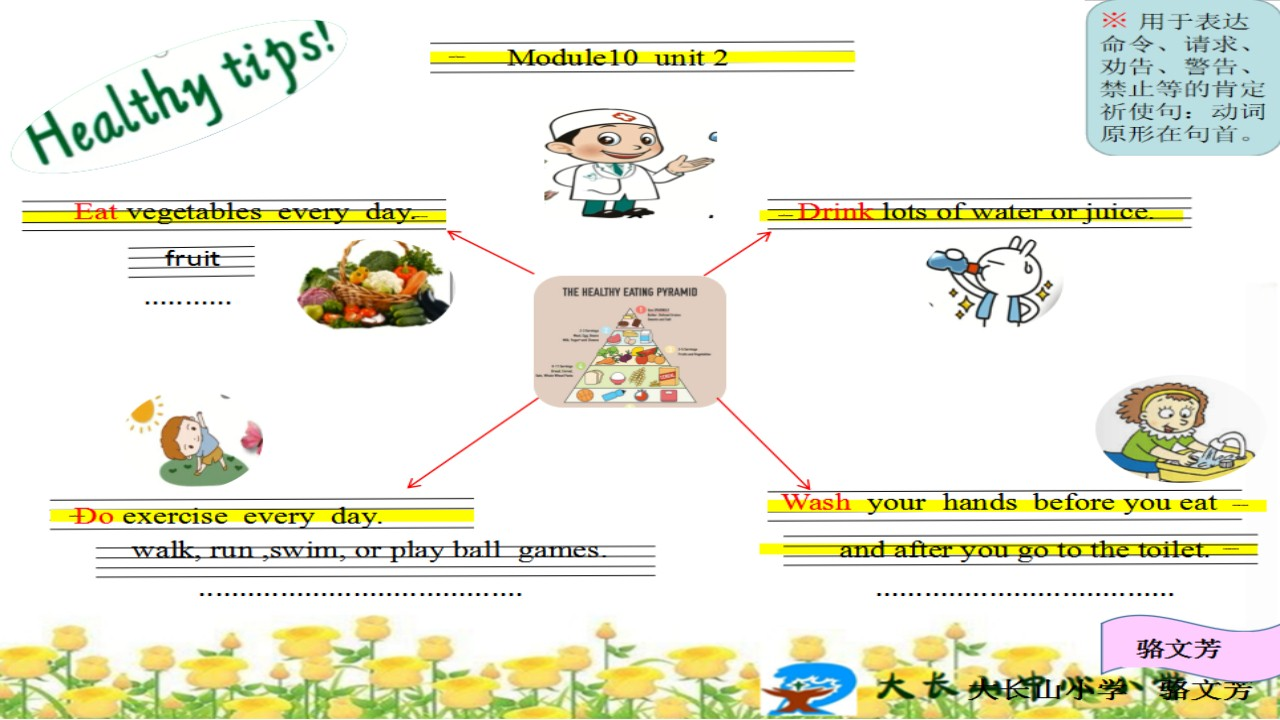 Healthy tips!
Module10 unit 2
※ 用于表达
命令、请求、
劝告、警告、
禁止等的肯定
祈使句：动词
原形在句首。
Eat vegetables every day.
fruit
...........
Drink lots of water or juice.
THE HEALTHY EATING PYRAMID
Do exercise every day.
walk, run ,swim, or play ball games.
.....................................
Wash your hands before you eat
and after you go to the toilet.
..................................
骆文芳
大长山小学 骆文芳